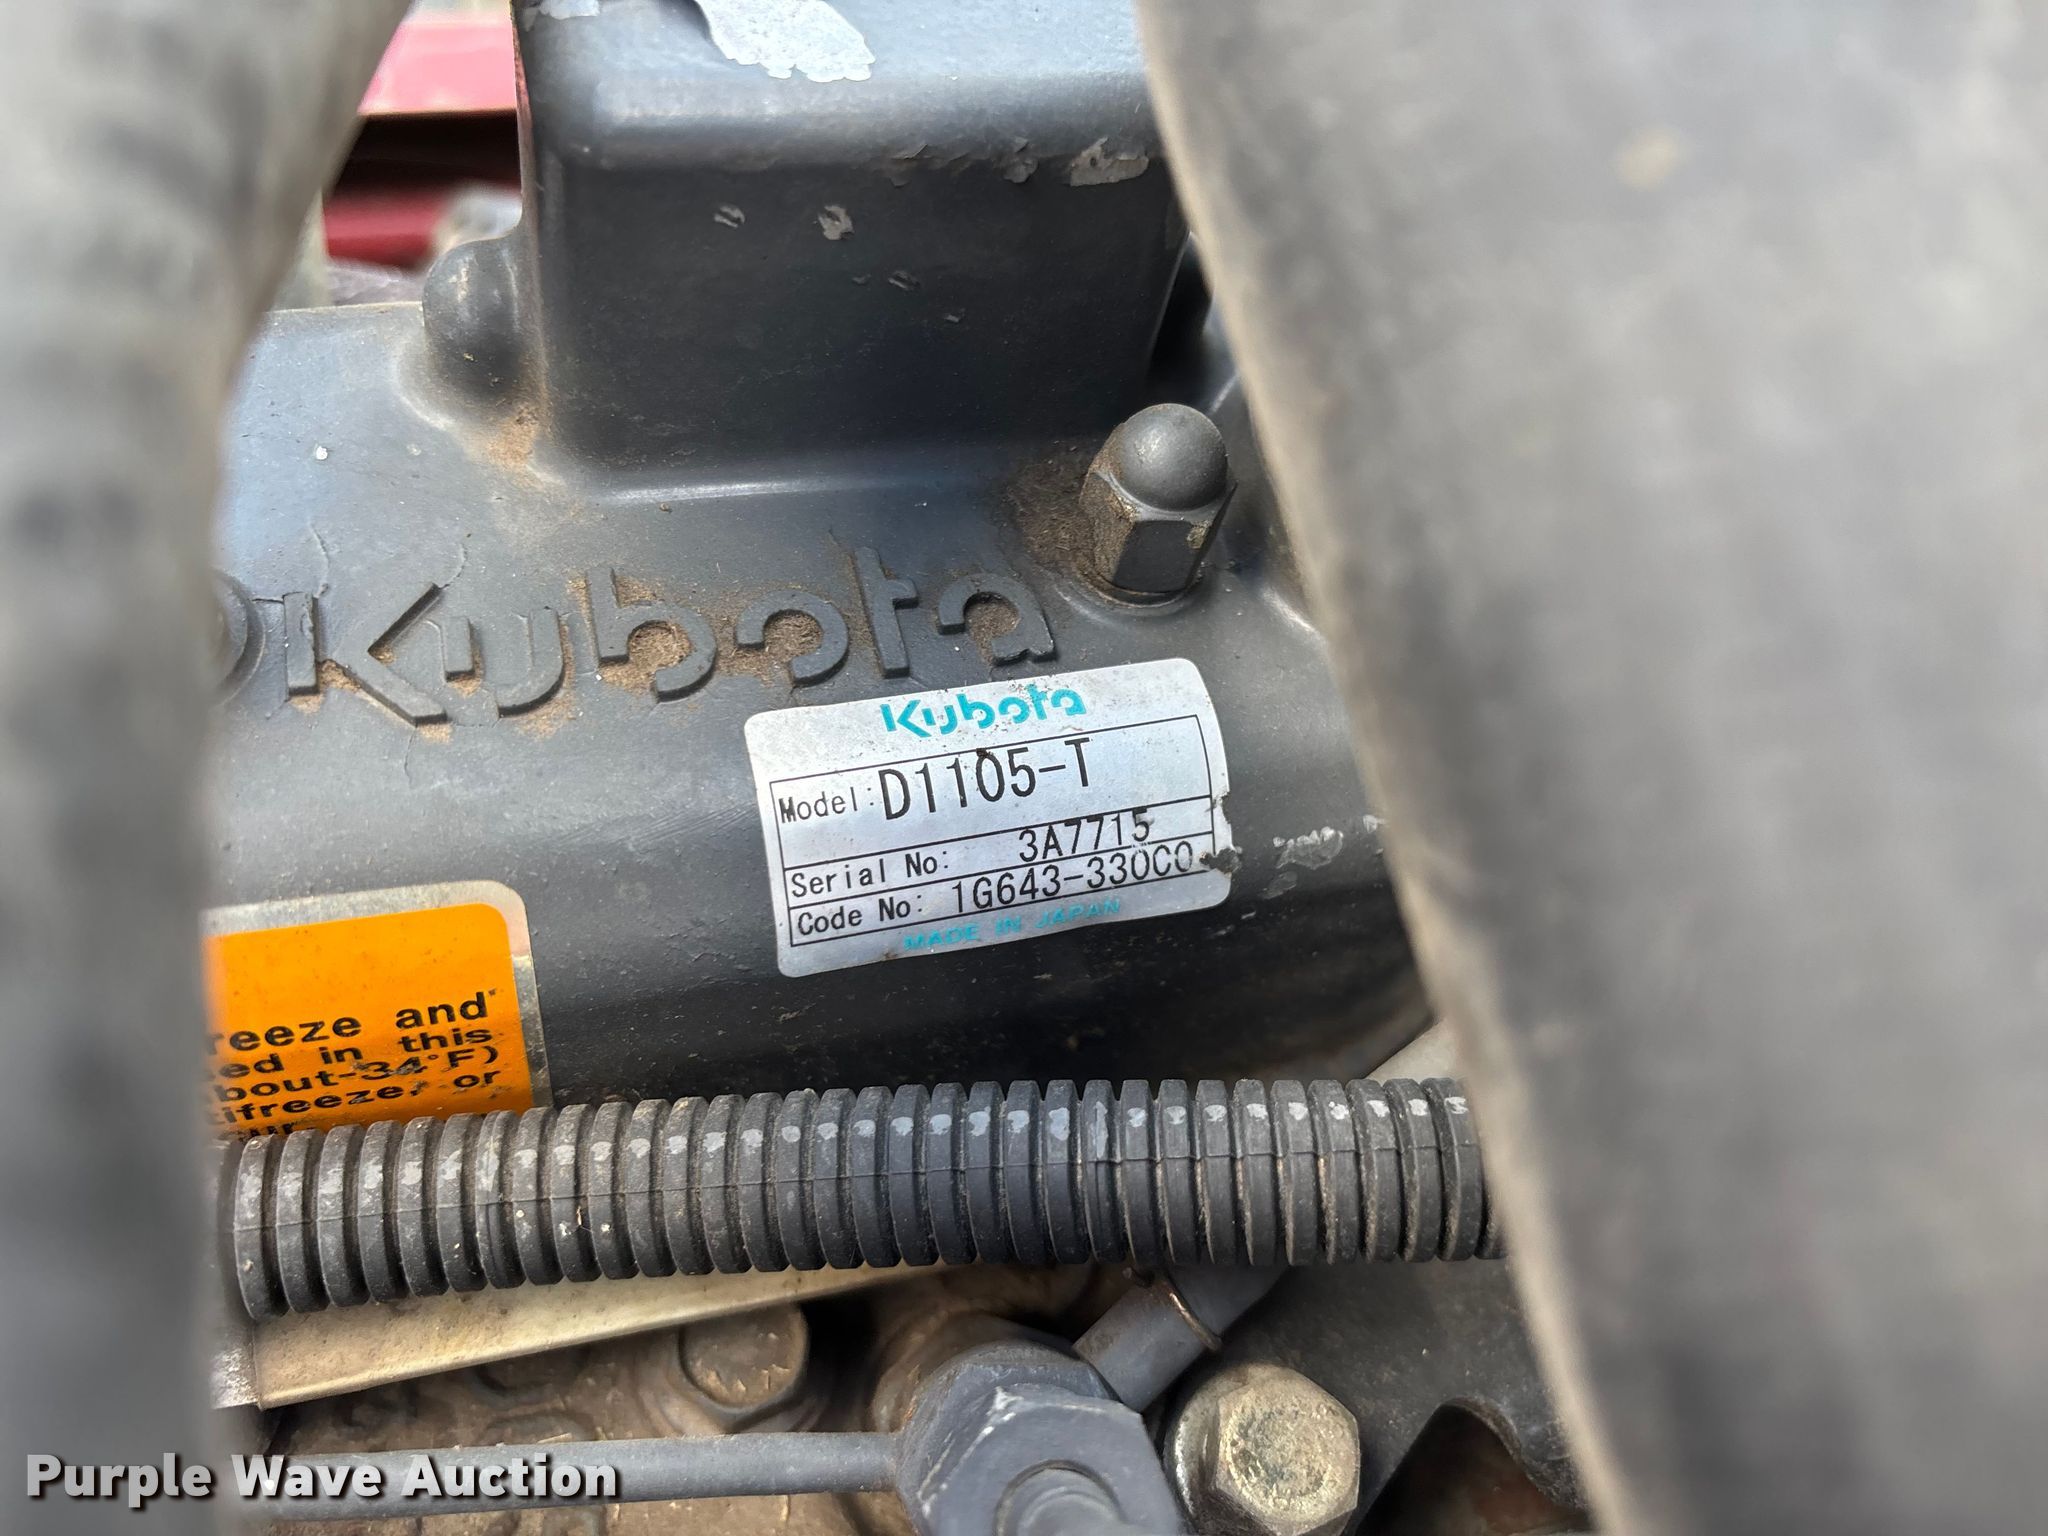 Kubota
Kubota
Model: D1105-T
Serial No: 3A7715
Code No: 1G643-330C0
MADE IN JAPAN
reeze and
ed in this
bout-34°F)
ifreeze, or
Purple Wave Auction